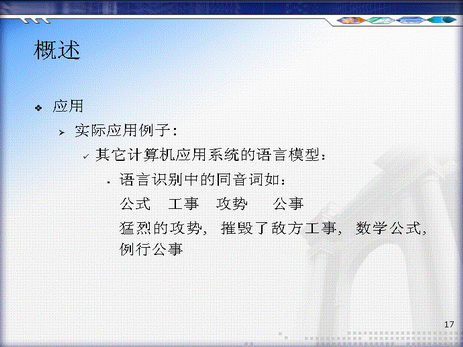 概述
❖ 应用
➢ 实际应用例子:
✓ 其它计算机应用系统的语言模型:
• 语言识别中的同音词如:
公式 工事 攻势 公事
猛烈的攻势, 摧毁了敌方工事, 数学公式,
例行公事
17